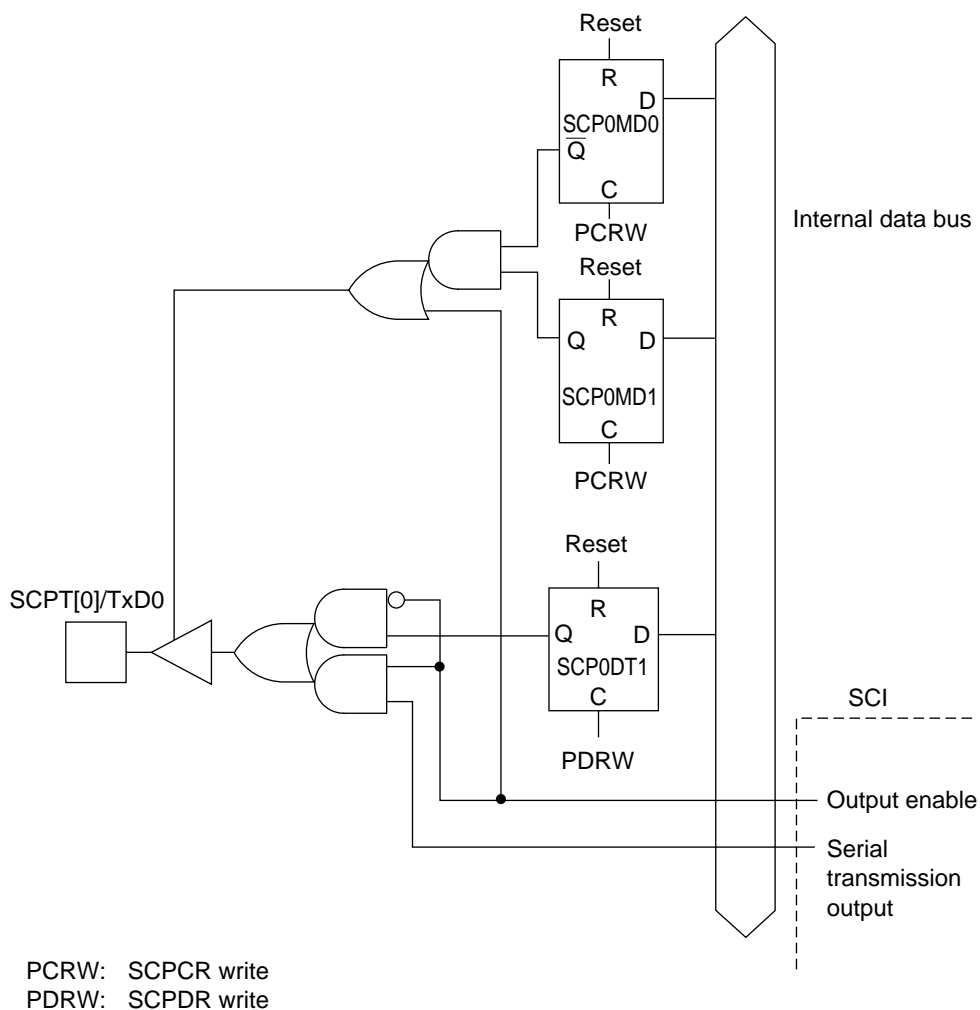 Reset
R
D
SCP0MD0
Q̅
C
PCRW
Internal data bus
Reset
R
Q D
SCP0MD1
C
PCRW
Reset
SCPT[0]/TxD0
R
Q D
SCP0DT1
C
SCI
PDRW
Output enable
Serial
transmission
output
PCRW: SCPCR write
PDRW: SCPDR write